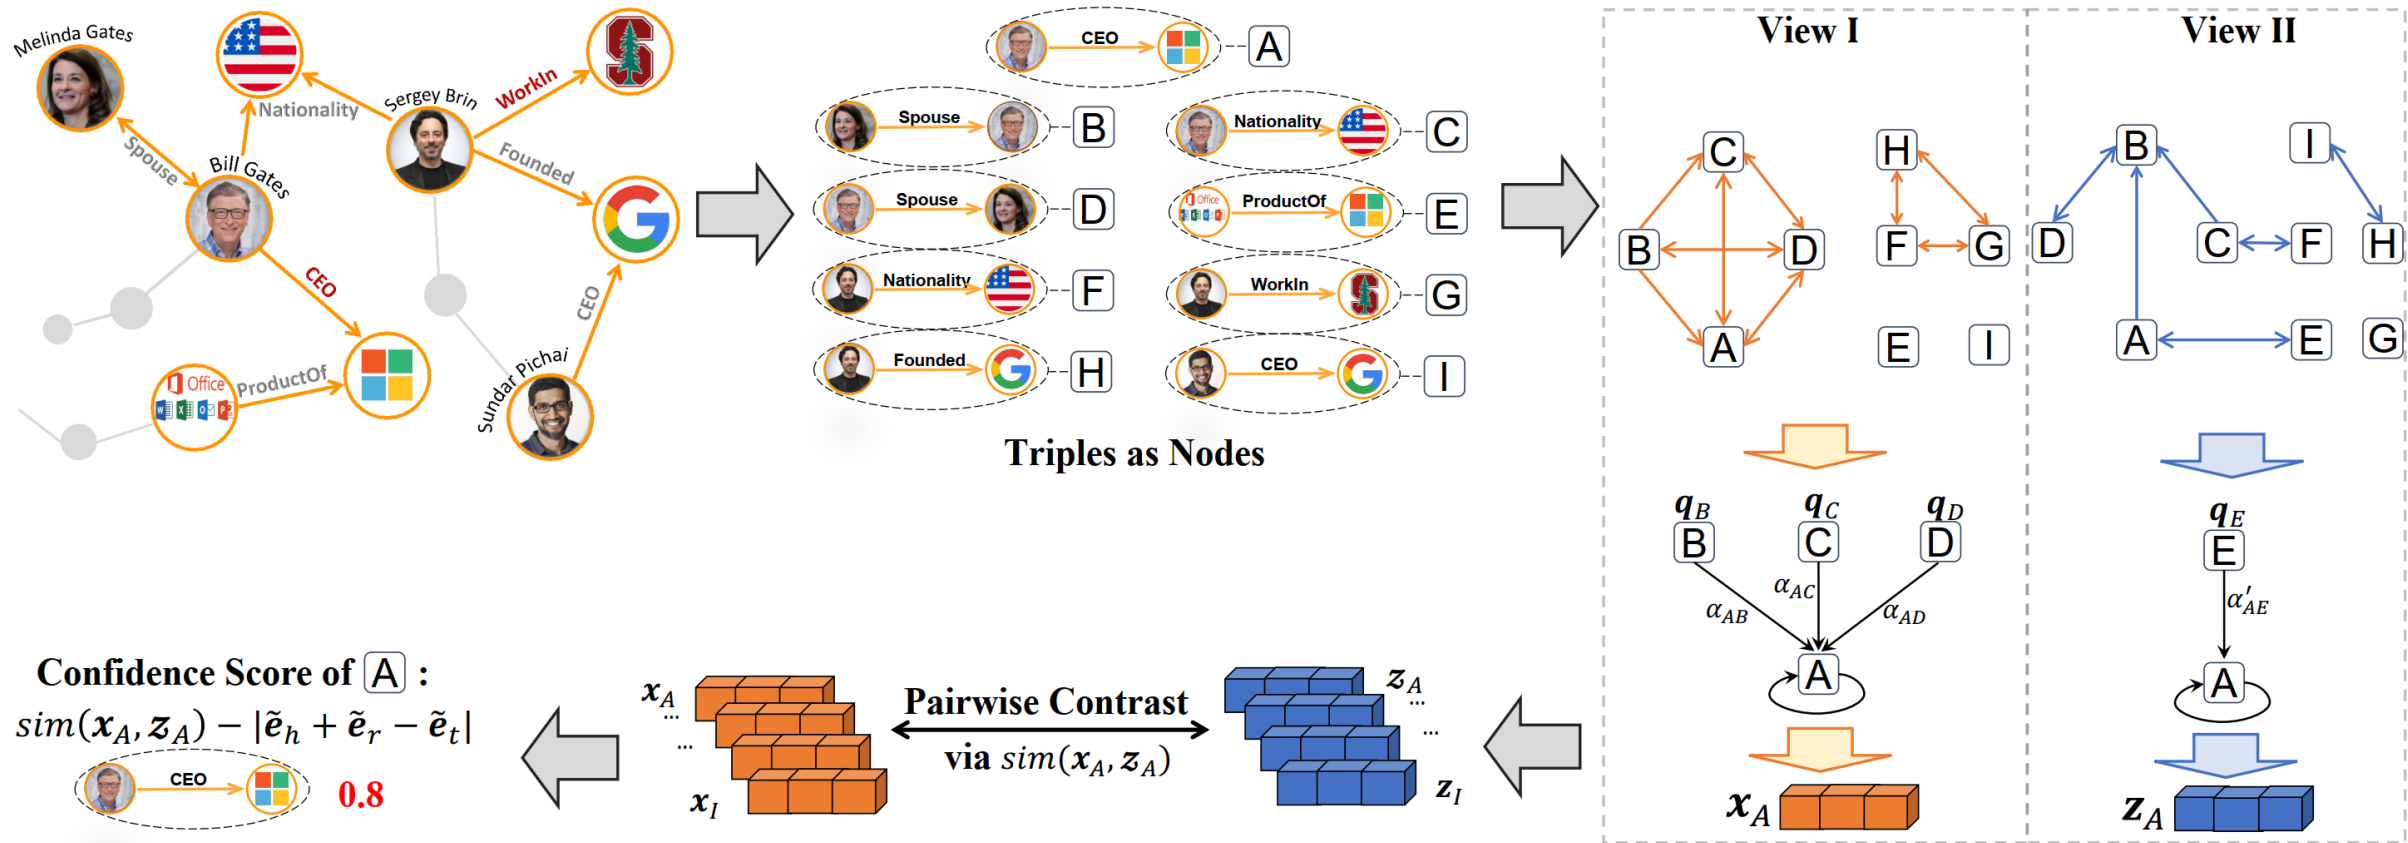 Melinda Gates
Nationality
Spouse
Bill Gates
Sergey Brin
WorkIn
Founded
CEO
CEO
Office
ProductOf
Sundar Pichai
CEO
A
Spouse
B
Nationality
C
Spouse
D
Office
ProductOf
E
Nationality
F
WorkIn
G
Founded
H
CEO
I
Triples as Nodes
View I
C
B
D
A
H
F
G
E
I
q_B
q_C
q_D
B
C
D
α_AB
α_AC
α_AD
A
x_A
View II
B
I
D
C
F
H
A
E
G
q_E
E
α′_AE
A
z_A
x_A
...
...
x_I
Pairwise Contrast
via sim(x_A, z_A)
z_A
...
...
z_I
Confidence Score of A :
sim(x_A, z_A) − |ẽ_h + ẽ_r − ẽ_t|
CEO
0.8